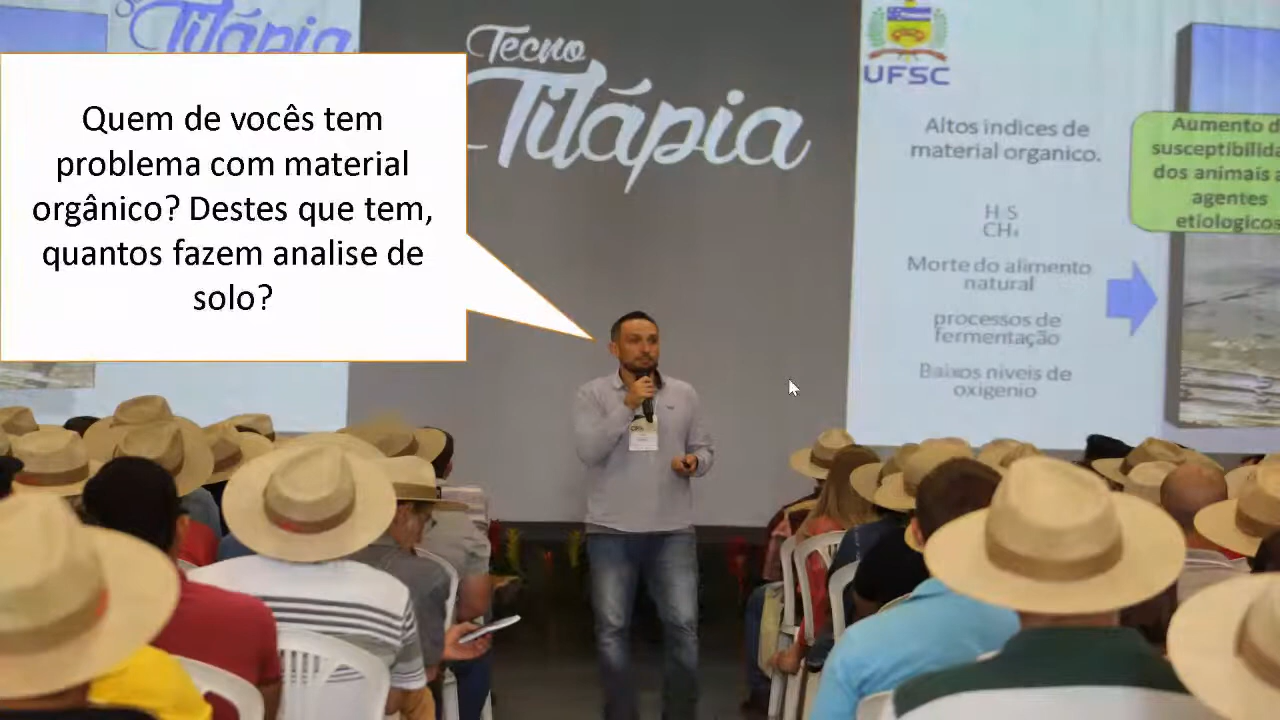 Tilápia
Quem de vocês tem
problema com material
orgânico? Destes que tem,
quantos fazem analise de
solo?
Tecno
Tilápia
UFSC
Altos indices de
material organico.
H S
CH₄
Morte do alimento
natural
processos de
fermentação
Baixos niveis de
oxigenio
Aumento d
susceptibilida
dos animais a
agentes
etiologicos